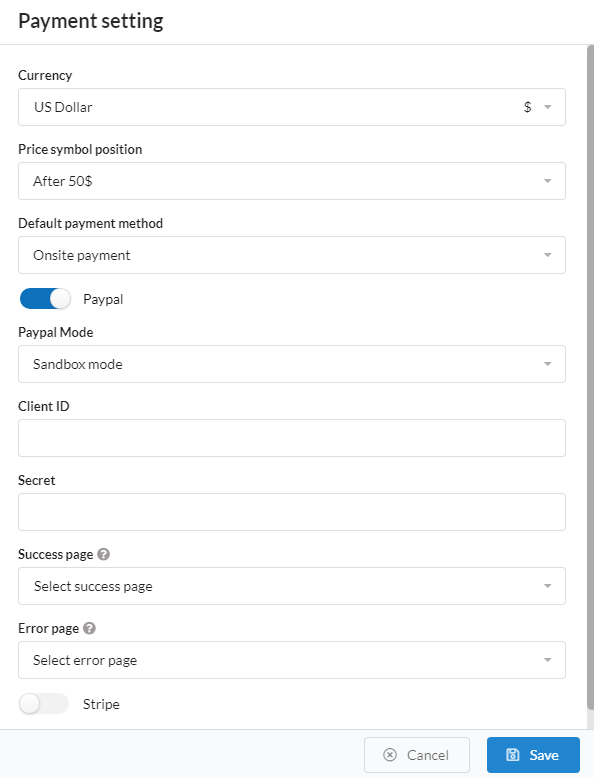 Payment setting
Currency
US Dollar $
Price symbol position
After 50$
Default payment method
Onsite payment
Paypal
Paypal Mode
Sandbox mode
Client ID
Secret
Success page ?
Select success page
Error page ?
Select error page
Stripe
Cancel Save